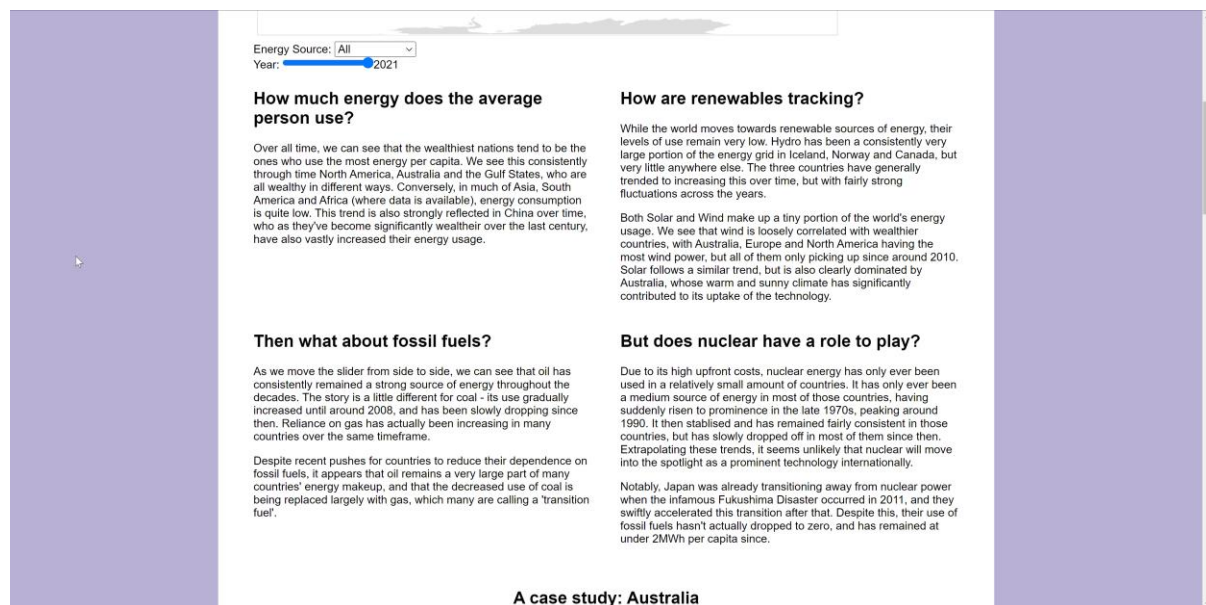 Energy Source: All
Year: 2021
How much energy does the average
person use?
Over all time, we can see that the wealthiest nations tend to be the
ones who use the most energy per capita. We see this consistently
through time North America, Australia and the Gulf States, who are
all wealthy in different ways. Conversely, in much of Asia, South
America and Africa (where data is available), energy consumption
is quite low. This trend is also strongly reflected in China over time,
who as they've become significantly wealtheir over the last century,
have also vastly increased their energy usage.
How are renewables tracking?
While the world moves towards renewable sources of energy, their
levels of use remain very low. Hydro has been a consistently very
large portion of the energy grid in Iceland, Norway and Canada, but
very little anywhere else. The three countries have generally
trended to increasing this over time, but with fairly strong
fluctuations across the years.
Both Solar and Wind make up a tiny portion of the world's energy
usage. We see that wind is loosely correlated with wealthier
countries, with Australia, Europe and North America having the
most wind power, but all of them only picking up since around 2010.
Solar follows a similar trend, but is also clearly dominated by
Australia, whose warm and sunny climate has significantly
contributed to its uptake of the technology.
Then what about fossil fuels?
As we move the slider from side to side, we can see that oil has
consistently remained a strong source of energy throughout the
decades. The story is a little different for coal - its use gradually
increased until around 2008, and has been slowly dropping since
then. Reliance on gas has actually been increasing in many
countries over the same timeframe.
Despite recent pushes for countries to reduce their dependence on
fossil fuels, it appears that oil remains a very large part of many
countries' energy makeup, and that the decreased use of coal is
being replaced largely with gas, which many are calling a 'transition
fuel'.
But does nuclear have a role to play?
Due to its high upfront costs, nuclear energy has only ever been
used in a relatively small amount of countries. It has only ever been
a medium source of energy in most of those countries, having
suddenly risen to prominence in the late 1970s, peaking around
1990. It then stablised and has remained fairly consistent in those
countries, but has slowly dropped off in most of them since then.
Extrapolating these trends, it seems unlikely that nuclear will move
into the spotlight as a prominent technology internationally.
Notably, Japan was already transitioning away from nuclear power
when the infamous Fukushima Disaster occurred in 2011, and they
swiftly accelerated this transition after that. Despite this, their use of
fossil fuels hasn't actually dropped to zero, and has remained at
under 2MWh per capita since.
A case study: Australia